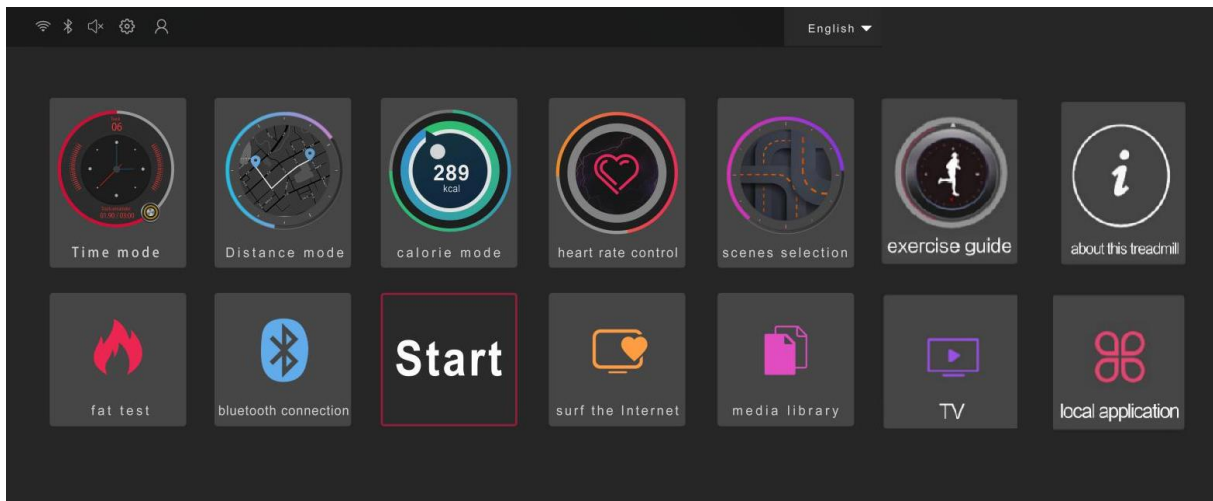 English
06
289
kcal
Time mode
Distance mode
calorie mode
heart rate control
scenes selection
exercise guide
about this treadmill
fat test
bluetooth connection
Start
surf the Internet
media library
TV
local application